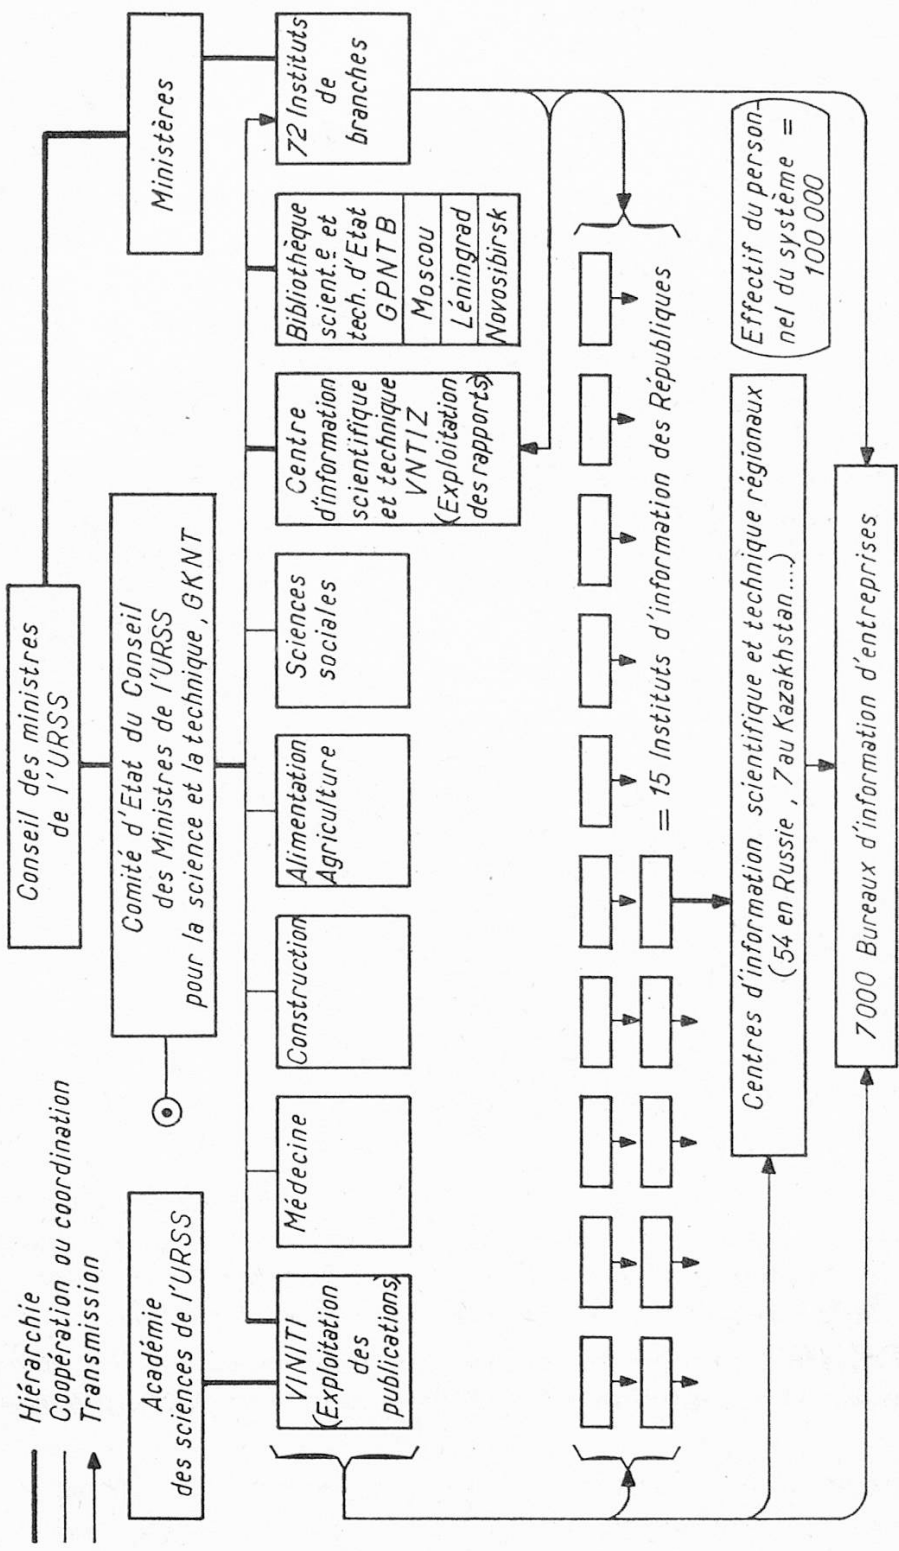 Hiérarchie
Coopération ou coordination
Transmission
Conseil des ministres
de l'URSS
Comité d'Etat du Conseil
des Ministres de l'URSS
pour la science et la technique, GKNT
Académie
des sciences de l'URSS
Ministères
VINITI
(Exploitation
des
publications)
Médecine
Construction
Alimentation
Agriculture
Sciences
sociales
Centre
d'information
scientifique
et technique
VNTIZ
(Exploitation
des rapports)
Bibliothèque
scient.e et
tech. d'Etat
GPNTB
Moscou
Léningrad
Novosibirsk
72 Instituts
de
branches
= 15 Instituts d'information des Républiques
Centres d'information scientifique et technique régionaux
(54 en Russie, 7 au Kazakhstan....)
Effectif du person-
nel du système =
100 000
7000 Bureaux d'information d'entreprises